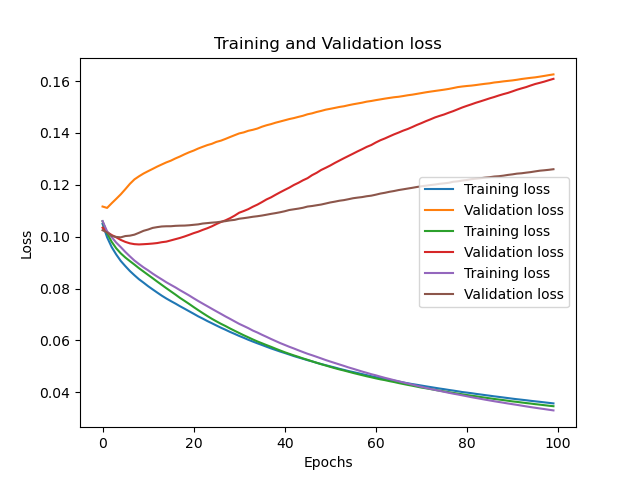 Training and Validation loss
0.16
0.14
0.12
0.10
0.08
0.06
0.04
Loss
Training loss
Validation loss
Training loss
Validation loss
Training loss
Validation loss
0 20 40 60 80 100
Epochs